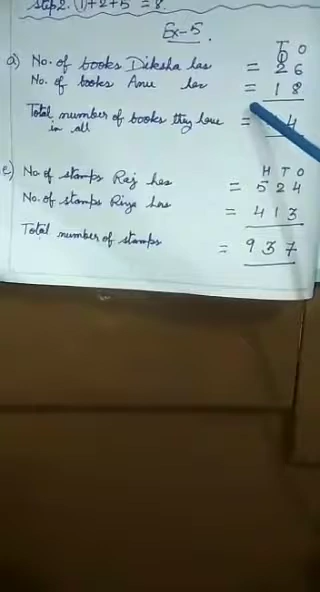 Step 2. (1)+2+5 = 8.
Ex-5
T O
1
a) No. of books Diksha has = 2 6
No. of books Anu has = 1 8
Total number of books they have = 4
in all
H T O
c) No of stamps Raj has = 5 2 4
No. of stamps Riya has = 4 1 3
Total number of stamps = 9 3 7